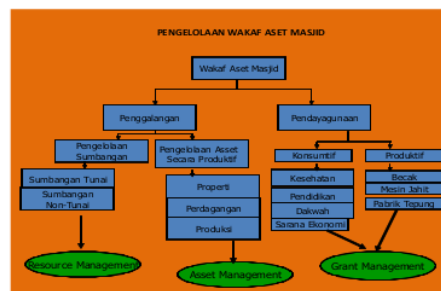 PENGELOLAAN WAKAF ASET MASJID
Wakaf Aset Masjid
Penggalangan
Pendayagunaan
Pengelolaan
Sumbangan
Pengelolaan Asset
Secara Produktif
Konsumtif
Produktif
Sumbangan Tunai
Sumbangan
Non-Tunai
Properti
Perdagangan
Produksi
Kesehatan
Pendidikan
Dakwah
Sarana Ekonomi
Becak
Mesin Jahit
Pabrik Tepung
Resource Management
Asset Management
Grant Management